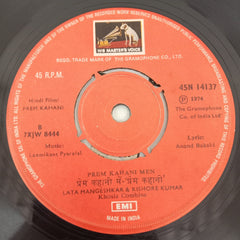 HIS MASTER'S VOICE
REGD. TRADE MARK OF THE GRAMOPHONE CO.
45 R.P.M.
45N 14137
Hindi Film:
PREM KAHANI
℗ 1974
The Gramophone
Co. of India Ltd
B
7XJW 8444
Music:
Laxmikant Pyarelal
Lyric:
Anand Bakshi
PREM KAHANI MEN
प्रेम कहानी में - प्रेम कहानी
LATA MANGESHKAR & KISHORE KUMAR
EMI
MADE IN INDIA